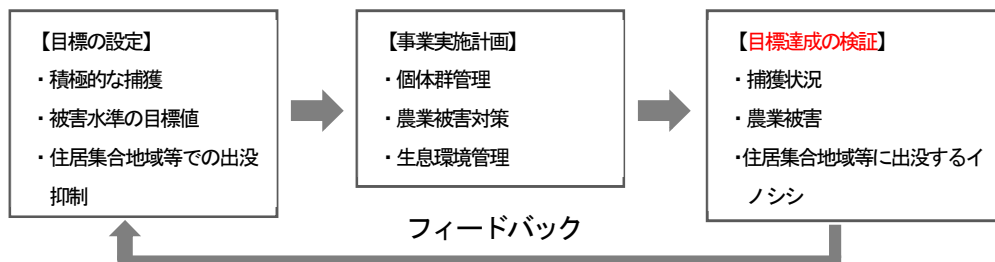 【目標の設定】
・積極的な捕獲
・被害水準の目標値
・住居集合地域等での出没
抑制
【事業実施計画】
・個体群管理
・農業被害対策
・生息環境管理
【目標達成の検証】
・捕獲状況
・農業被害
・住居集合地域等に出没するイ
ノシシ
フィードバック